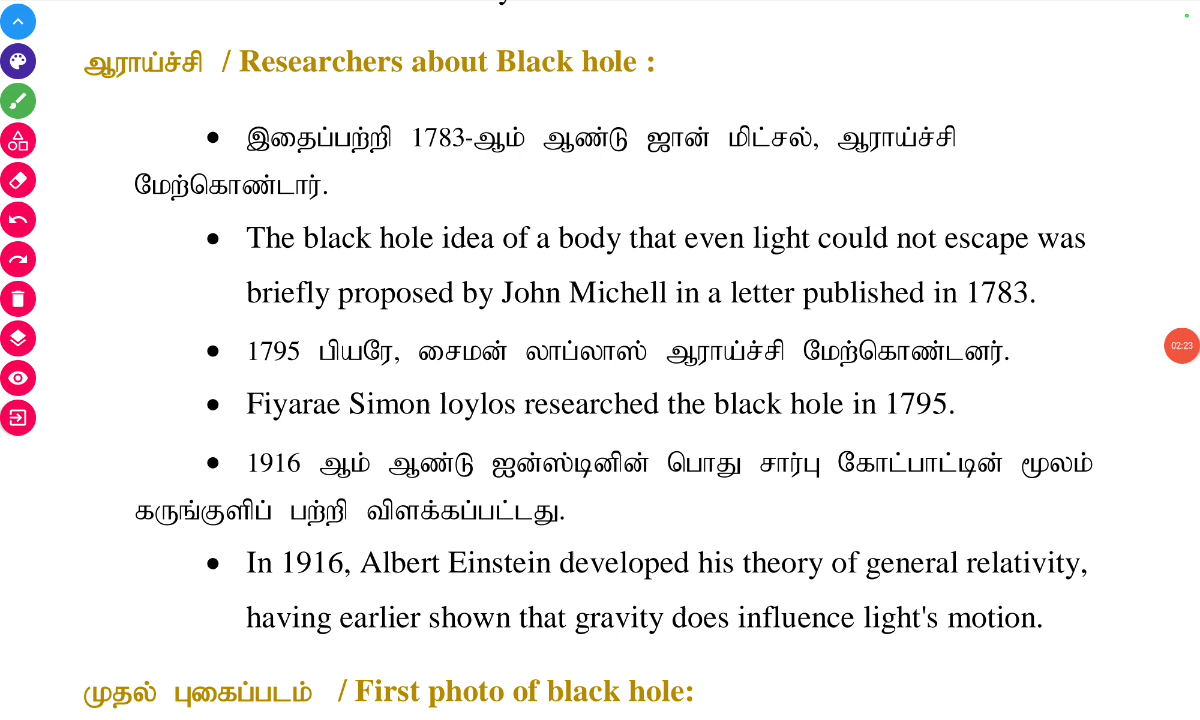 ஆராய்ச்சி / Researchers about Black hole :
• இதைப்பற்றி 1783-ஆம் ஆண்டு ஜான் மிட்சல், ஆராய்ச்சி
மேற்கொண்டார்.
• The black hole idea of a body that even light could not escape was
briefly proposed by John Michell in a letter published in 1783.
• 1795 பியரே, சைமன் லாப்லாஸ் ஆராய்ச்சி மேற்கொண்டனர்.
• Fiyarae Simon loylos researched the black hole in 1795.
• 1916 ஆம் ஆண்டு ஐன்ஸ்டினின் பொது சார்பு கோட்பாட்டின் மூலம்
கருங்குளிப் பற்றி விளக்கப்பட்டது.
• In 1916, Albert Einstein developed his theory of general relativity,
having earlier shown that gravity does influence light's motion.
முதல் புகைப்படம் / First photo of black hole:
02:23